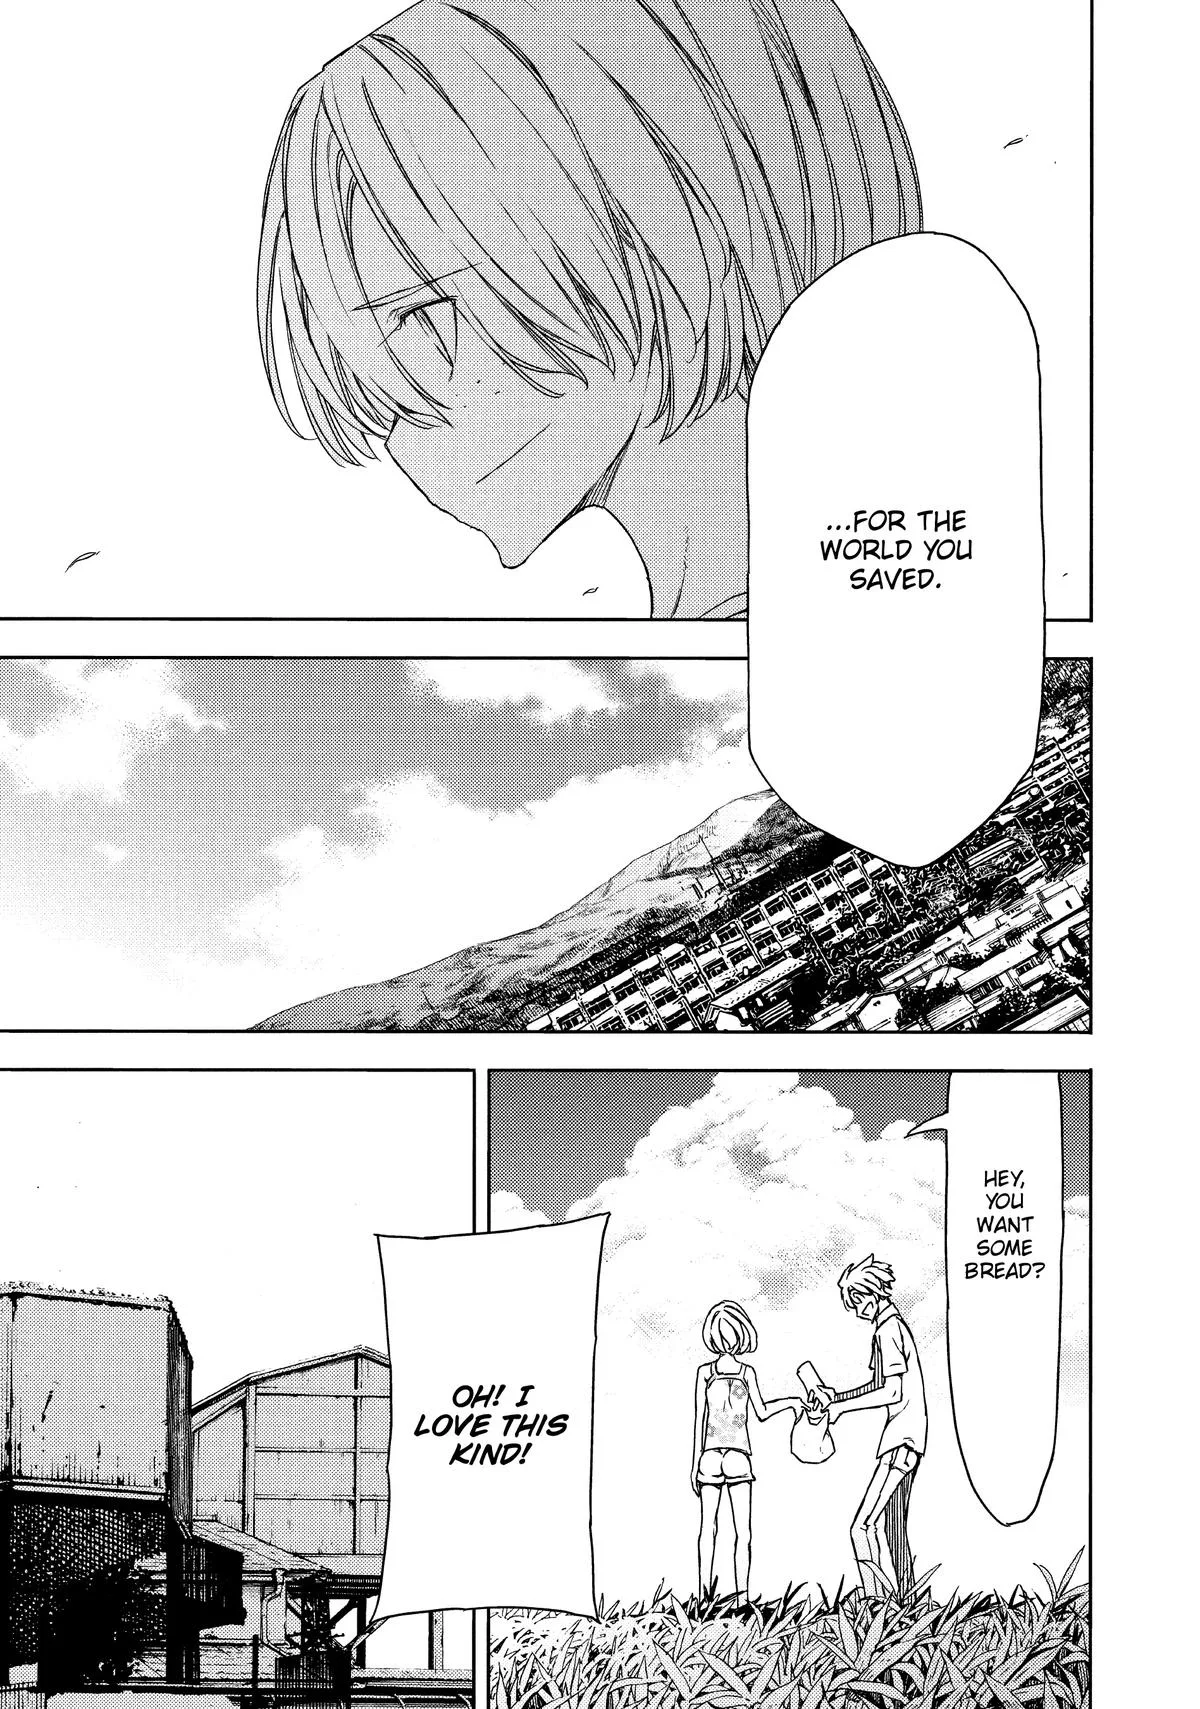 ...FOR THE
WORLD YOU
SAVED.
HEY,
YOU
WANT
SOME
BREAD?
OH! I
LOVE THIS
KIND!